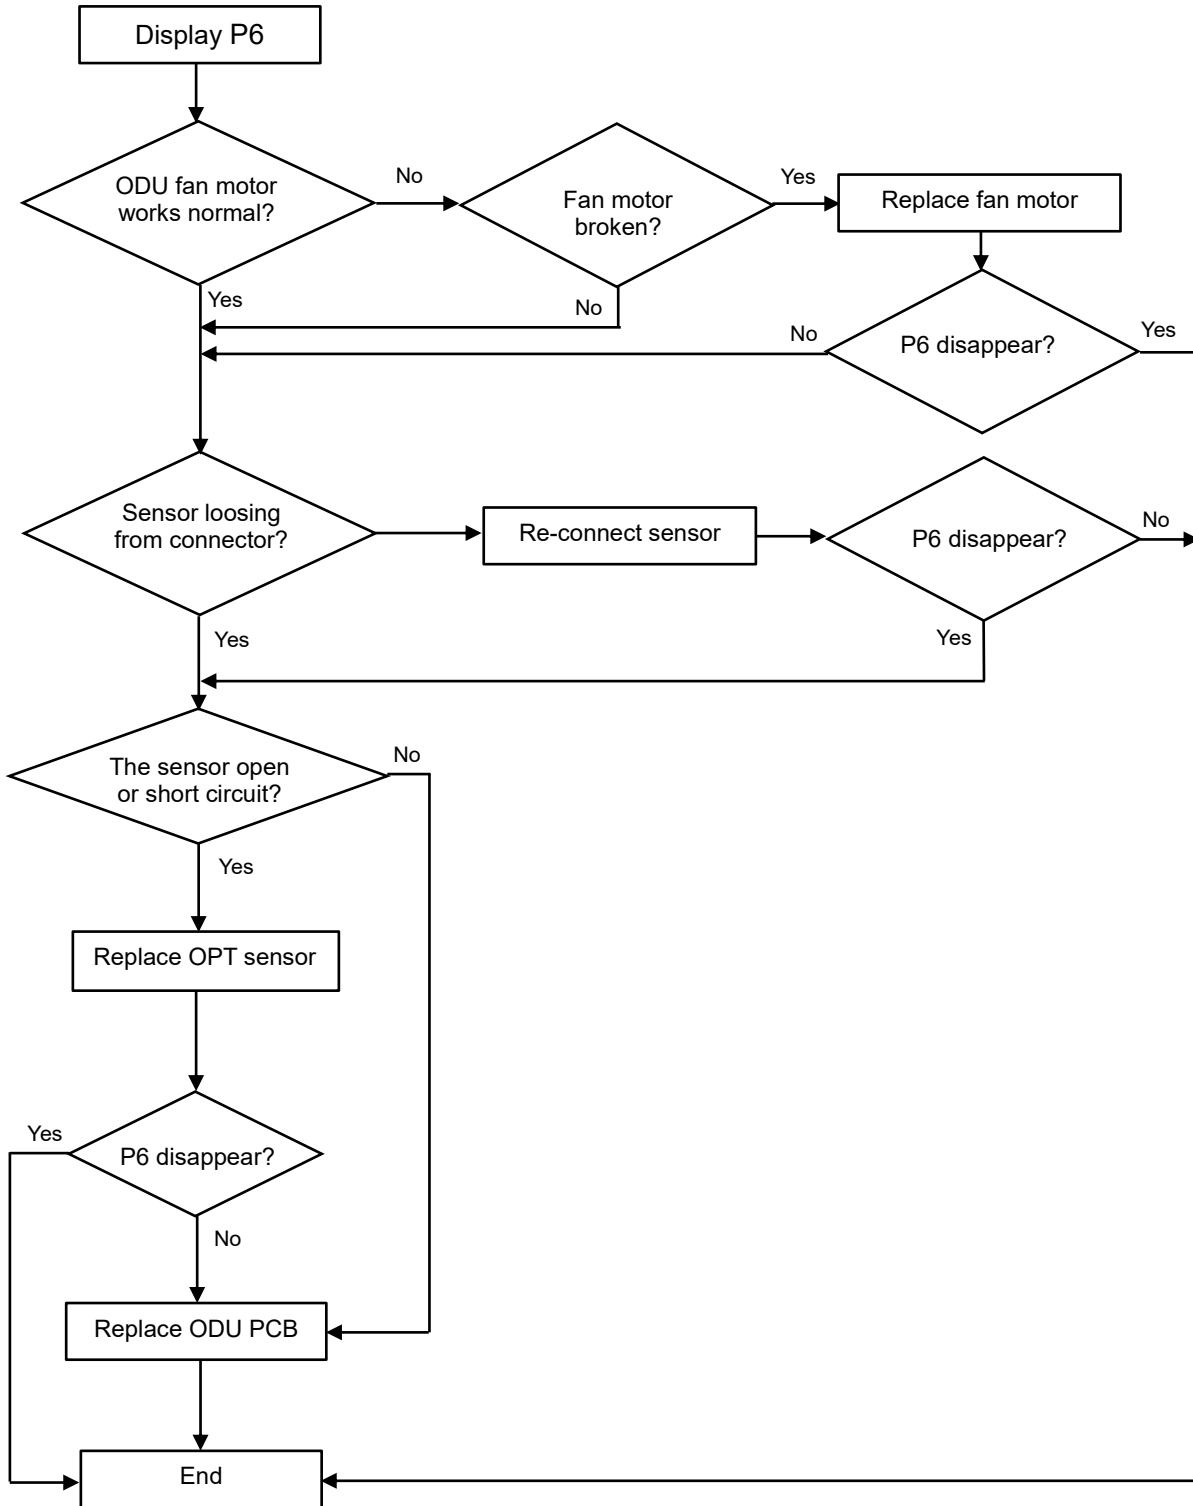 Display P6
ODU fan motor
works normal?
No
Fan motor
broken?
Yes
Replace fan motor
Yes
No
No
P6 disappear?
Yes
Sensor loosing
from connector?
Re-connect sensor
P6 disappear?
No
Yes
Yes
The sensor open
or short circuit?
No
Yes
Replace OPT sensor
Yes
P6 disappear?
No
Replace ODU PCB
End